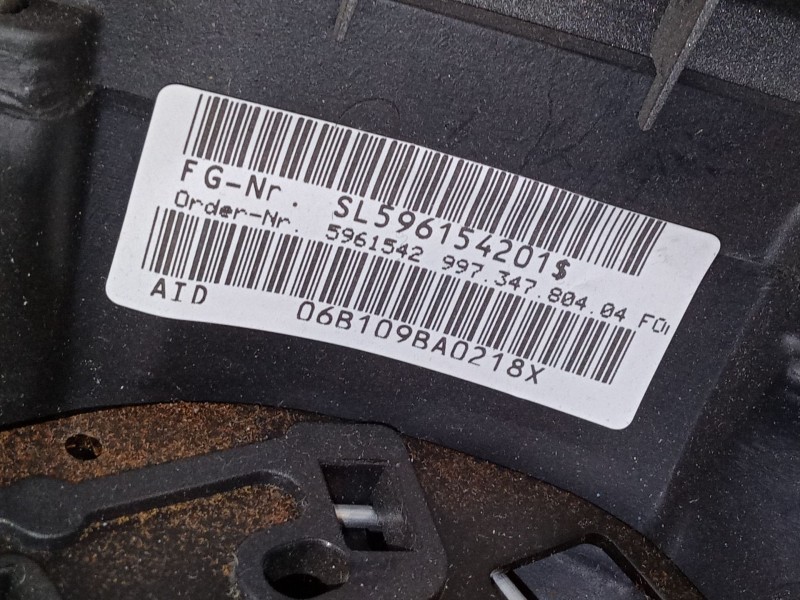 FG-Nr. SL596154201$
Order-Nr. 5961542 997.347.804.04
AID 06B109BA0218X